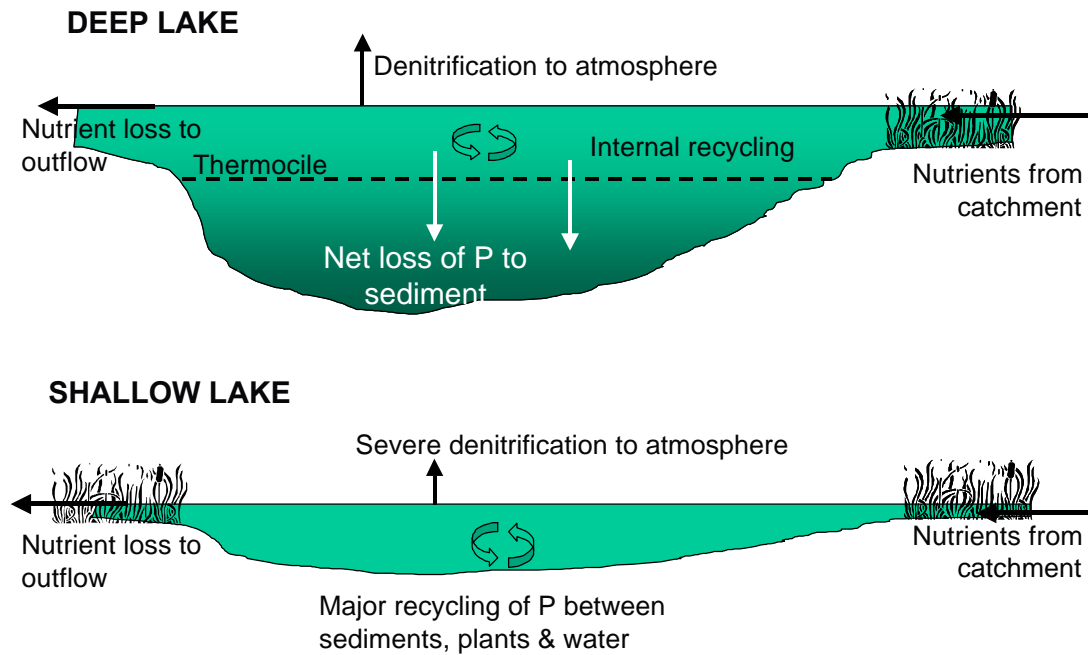 DEEP LAKE
Denitrification to atmosphere
Nutrient loss to
outflow
Thermocile
Internal recycling
Nutrients from
catchment
Net loss of P to
sediment
SHALLOW LAKE
Severe denitrification to atmosphere
Nutrient loss to
outflow
Nutrients from
catchment
Major recycling of P between
sediments, plants & water